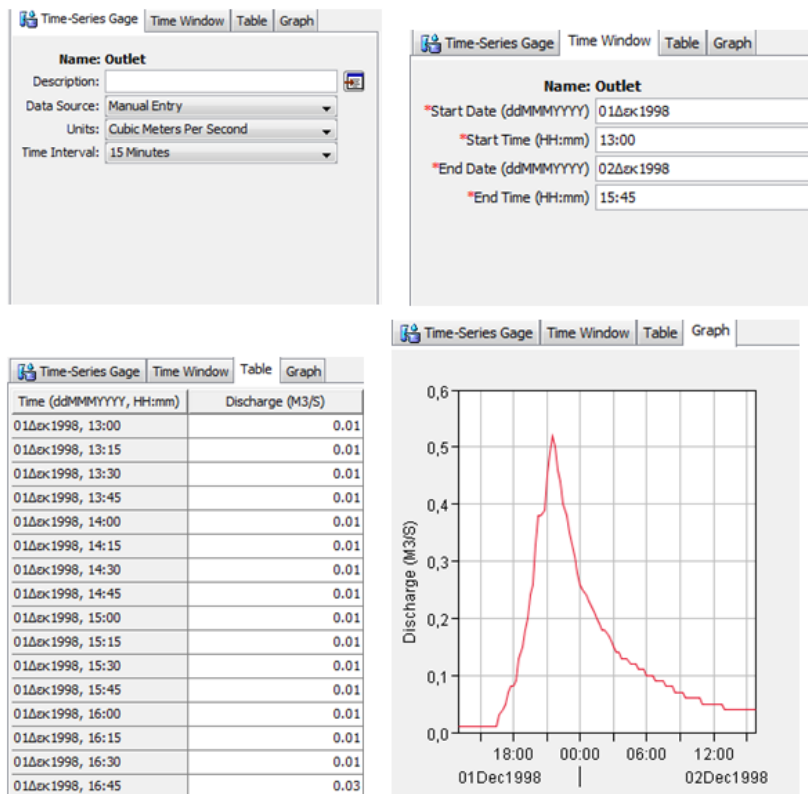 Time-Series Gage Time Window Table Graph
Name: Outlet
Description:
Data Source: Manual Entry
Units: Cubic Meters Per Second
Time Interval: 15 Minutes
Time-Series Gage Time Window Table Graph
Name: Outlet
*Start Date (ddMMMYYYY) 01Δεκ1998
*Start Time (HH:mm) 13:00
*End Date (ddMMMYYYY) 02Δεκ1998
*End Time (HH:mm) 15:45
Time-Series Gage Time Window Table Graph
Time (ddMMMYYYY, HH:mm) Discharge (M3/S)
01Δεκ1998, 13:00 0.01
01Δεκ1998, 13:15 0.01
01Δεκ1998, 13:30 0.01
01Δεκ1998, 13:45 0.01
01Δεκ1998, 14:00 0.01
01Δεκ1998, 14:15 0.01
01Δεκ1998, 14:30 0.01
01Δεκ1998, 14:45 0.01
01Δεκ1998, 15:00 0.01
01Δεκ1998, 15:15 0.01
01Δεκ1998, 15:30 0.01
01Δεκ1998, 15:45 0.01
01Δεκ1998, 16:00 0.01
01Δεκ1998, 16:15 0.01
01Δεκ1998, 16:30 0.01
01Δεκ1998, 16:45 0.03
Time-Series Gage Time Window Table Graph
Discharge (M3/S)
0,6
0,5
0,4
0,3
0,2
0,1
0,0
18:00 00:00 06:00 12:00
01Dec1998 02Dec1998